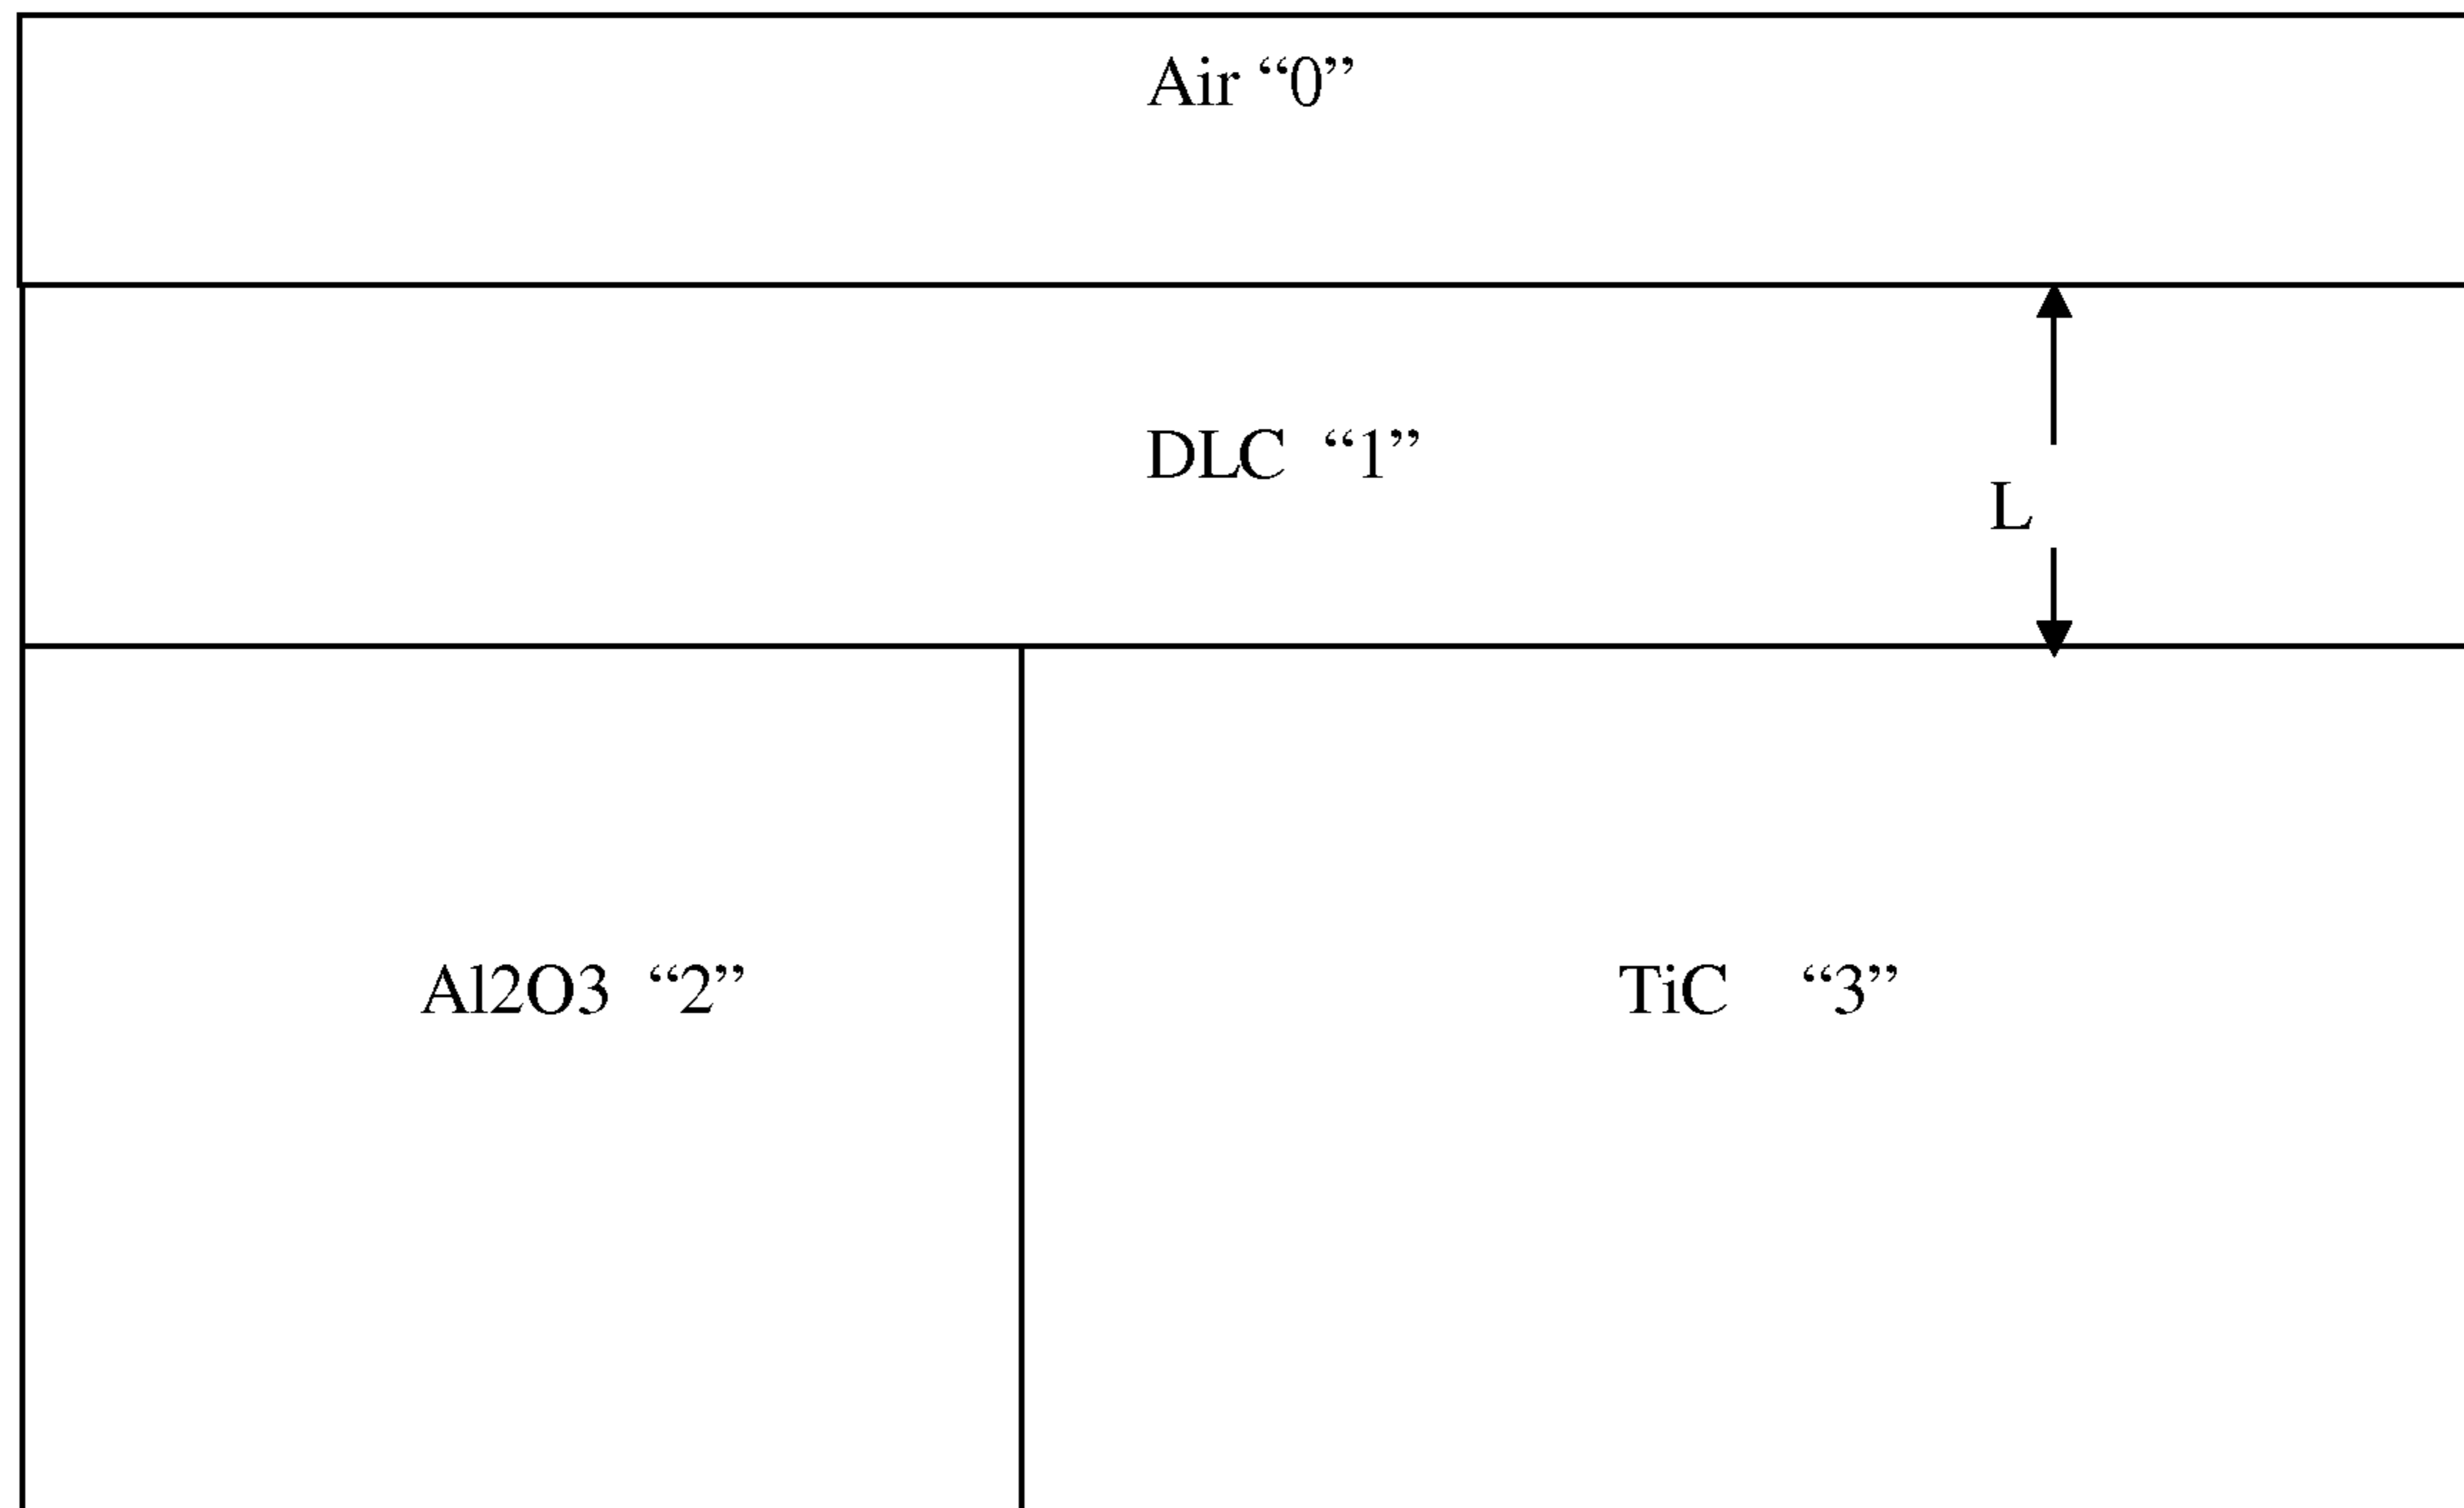 Air “0”
DLC “1”
L
Al2O3 “2”
TiC “3”